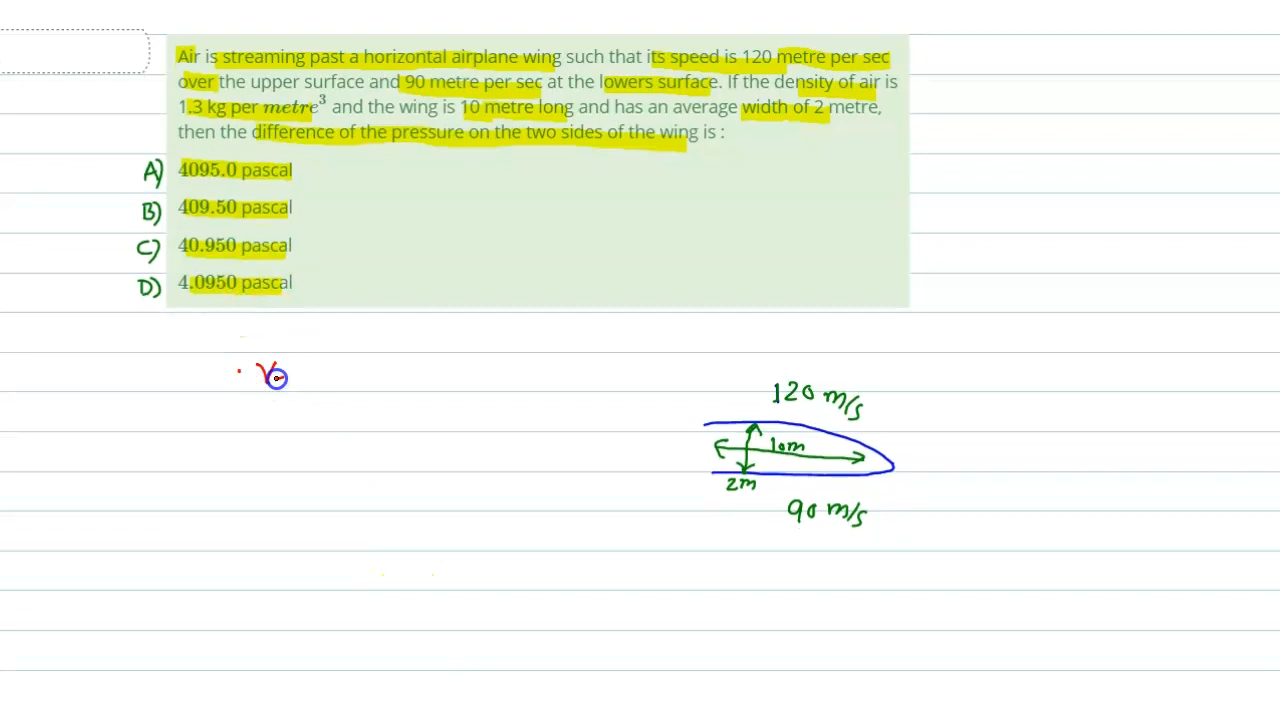 Air is streaming past a horizontal airplane wing such that its speed is 120 metre per sec
over the upper surface and 90 metre per sec at the lowers surface. If the density of air is
1.3 kg per metre³ and the wing is 10 metre long and has an average width of 2 metre,
then the difference of the pressure on the two sides of the wing is :
A) 4095.0 pascal
B) 409.50 pascal
C) 40.950 pascal
D) 4.0950 pascal
V
120 m/s
10m
2m
90 m/s